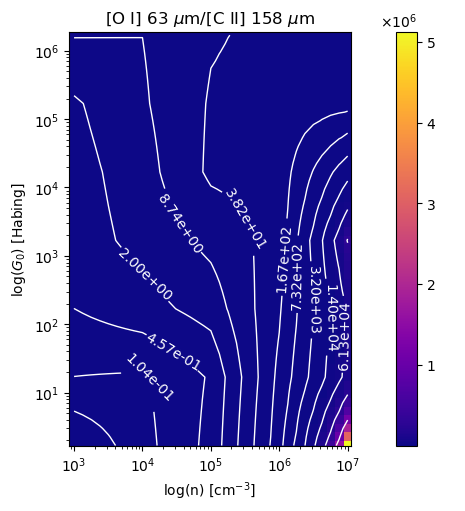 [O I] 63 μm/[C II] 158 μm
×10⁶
10⁶
10⁵
10⁴
10³
10²
10¹
log(G₀) [Habing]
8.74e+00
3.82e+01
2.00e+00
1.67e+02
7.32e+02
3.20e+03
1.40e+04
6.13e+04
4.57e-01
1.04e-01
10³
10⁴
10⁵
10⁶
10⁷
log(n) [cm⁻³]
5
4
3
2
1